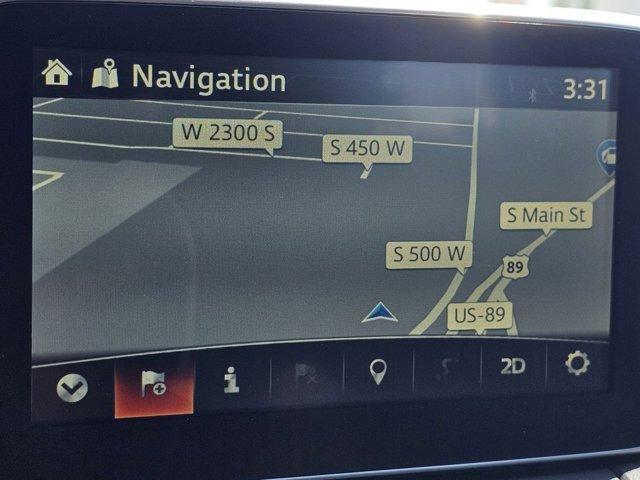 Navigation
3:31
W 2300 S
S 450 W
S Main St
S 500 W
89
US-89
2D